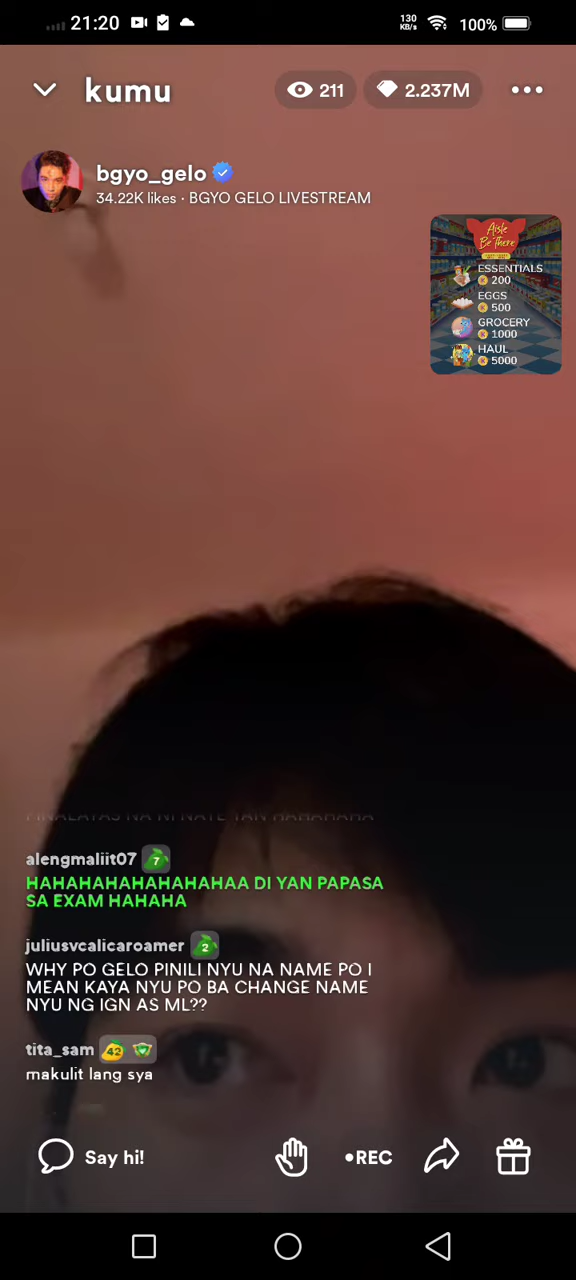 21:20
130
KB/s
100%
kumu
211
2.237M
bgyo_gelo
34.22K likes · BGYO GELO LIVESTREAM
Aisle
Be There
ESSENTIALS
200
EGGS
500
GROCERY
1000
HAUL
5000
alengmaliit07 7
HAHAHAHAHAHAHAHAA DI YAN PAPASA
SA EXAM HAHAHA
juliusvcalicaroamer 2
WHY PO GELO PINILI NYU NA NAME PO I
MEAN KAYA NYU PO BA CHANGE NAME
NYU NG IGN AS ML??
tita_sam 42
makulit lang sya
Say hi!
•REC